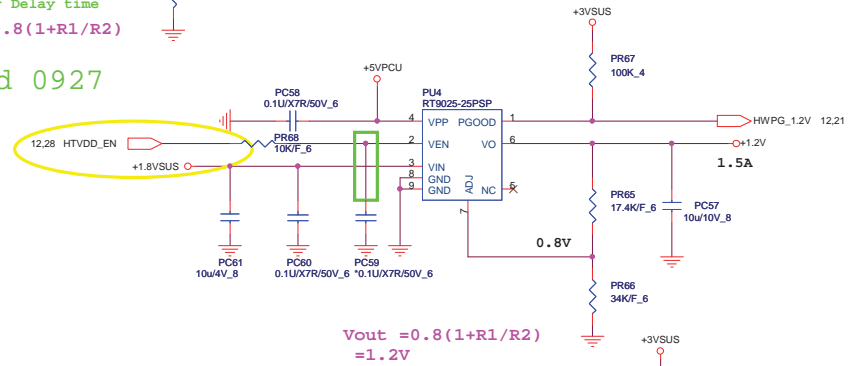 Delay time
.8(1+R1/R2)
d 0927
+3VSUS
PR67
100K_4
+5VPCU
PC58
0.1U/X7R/50V_6
PU4
RT9025-25PSP
4 VPP PGOOD 1
HWPG_1.2V 12,21
12,28 HTVDD_EN
PR68
10K/F_6
2 VEN VO 6
+1.2V
1.5A
+1.8VSUS
3 VIN
8 GND
9 GND
ADJ
NC 5
7
PR65
17.4K/F_6
PC57
10u/10V_8
0.8V
PC61
10u/4V_8
PC60
0.1U/X7R/50V_6
PC59
*0.1U/X7R/50V_6
PR66
34K/F_6
Vout =0.8(1+R1/R2)
=1.2V
+3VSUS